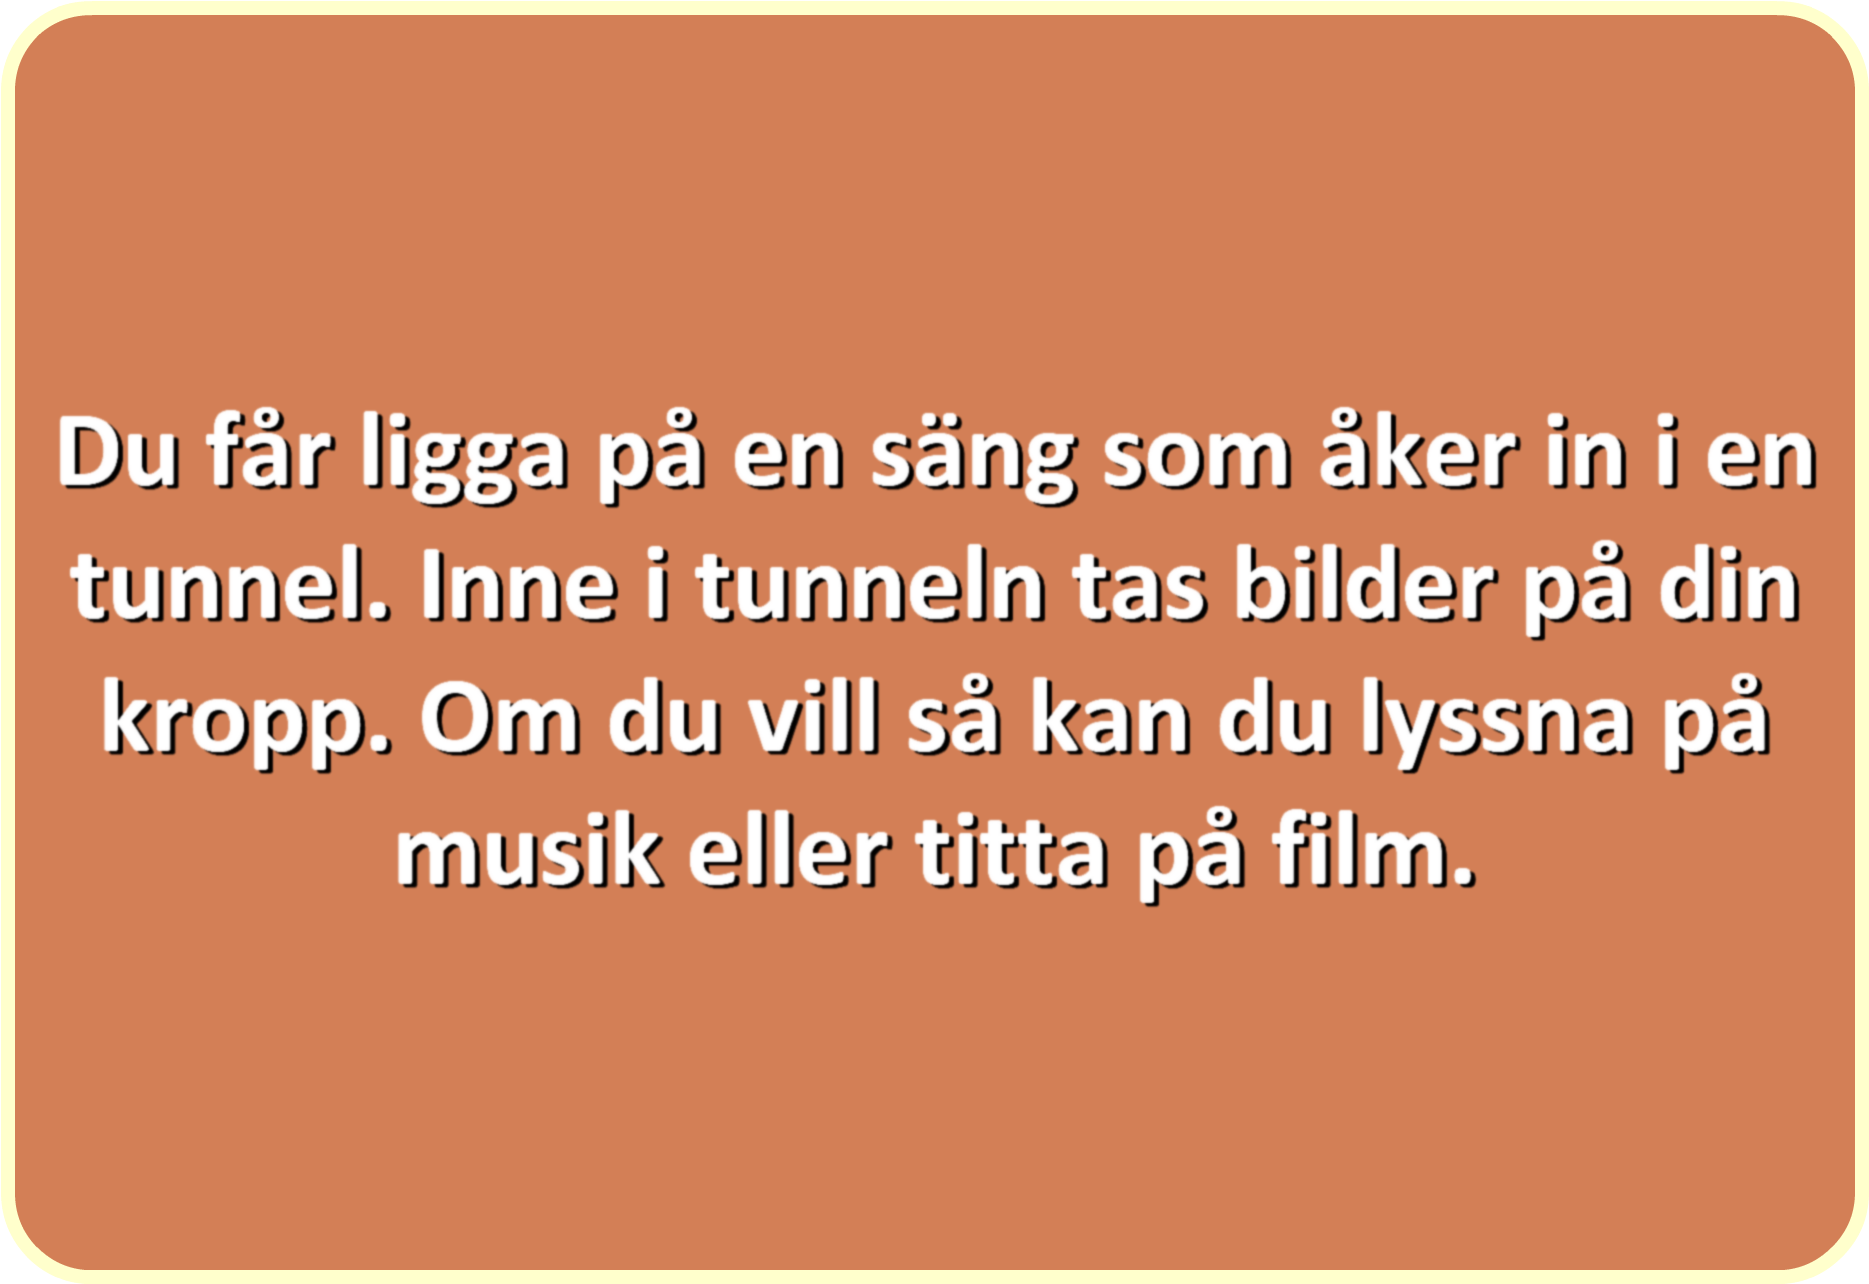 Du får ligga på en säng som åker in i en
tunnel. Inne i tunneln tas bilder på din
kropp. Om du vill så kan du lyssna på
musik eller titta på film.